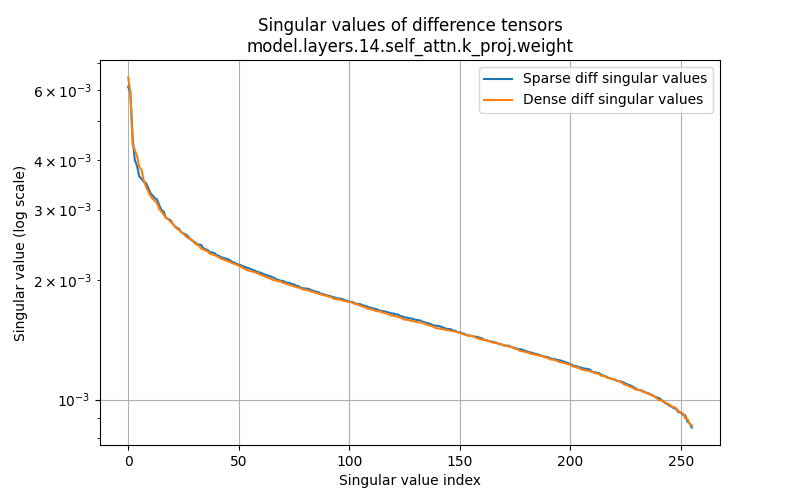 Singular values of difference tensors
model.layers.14.self_attn.k_proj.weight
Sparse diff singular values
Dense diff singular values
Singular value (log scale)
6 × 10⁻³
4 × 10⁻³
3 × 10⁻³
2 × 10⁻³
10⁻³
0 50 100 150 200 250
Singular value index